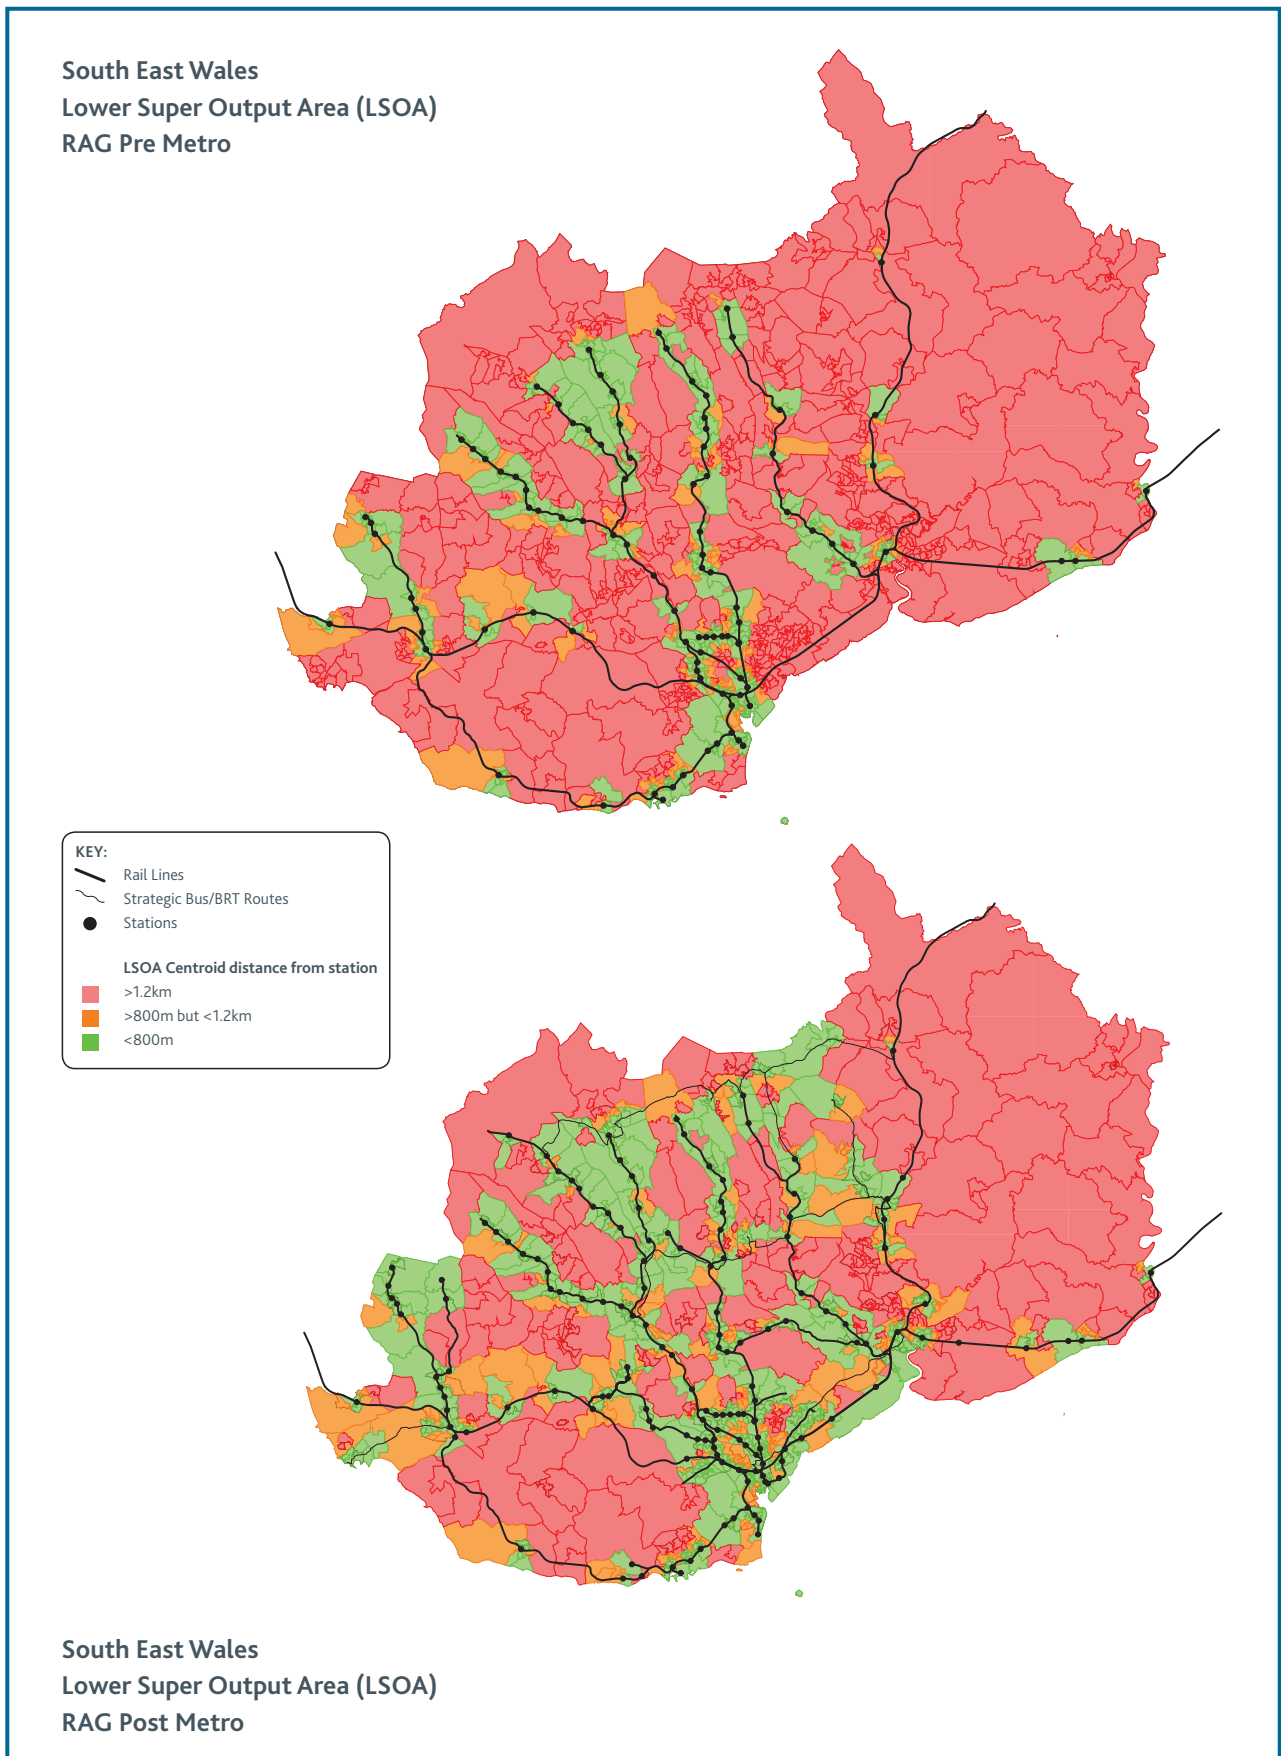 South East Wales
Lower Super Output Area (LSOA)
RAG Pre Metro
KEY:
Rail Lines
Strategic Bus/BRT Routes
Stations
LSOA Centroid distance from station
>1.2km
>800m but <1.2km
<800m
South East Wales
Lower Super Output Area (LSOA)
RAG Post Metro